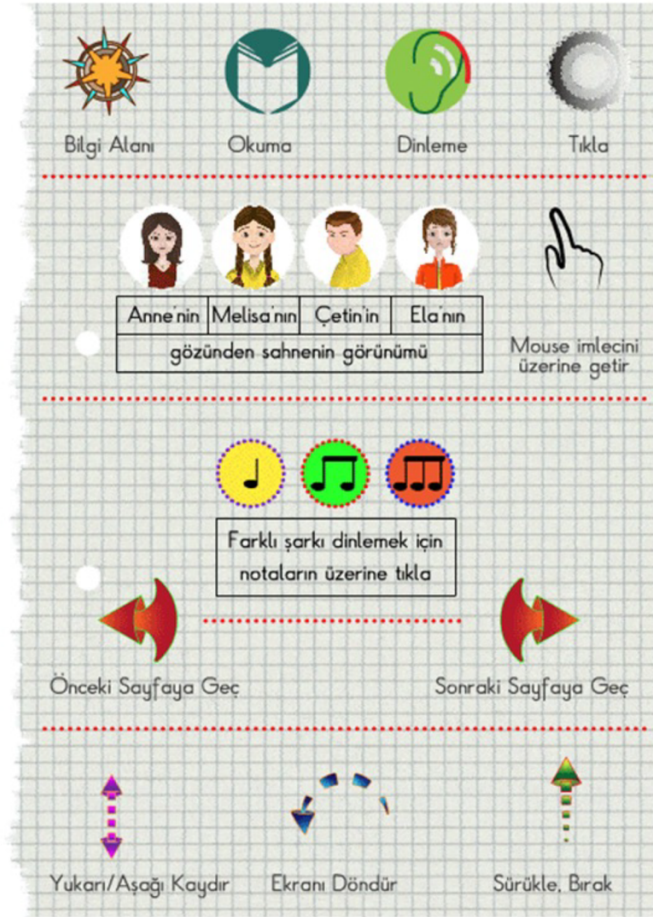 Bilgi Alanı Okuma Dinleme Tıkla
Anne'nin Melisa'nın Çetin'in Ela'nın
gözünden sahnenin görünümü
Mouse imlecini
üzerine getir
Farklı şarkı dinlemek için
notaların üzerine tıkla
Önceki Sayfaya Geç Sonraki Sayfaya Geç
Yukarı/Aşağı Kaydır Ekranı Döndür Sürükle, Bırak